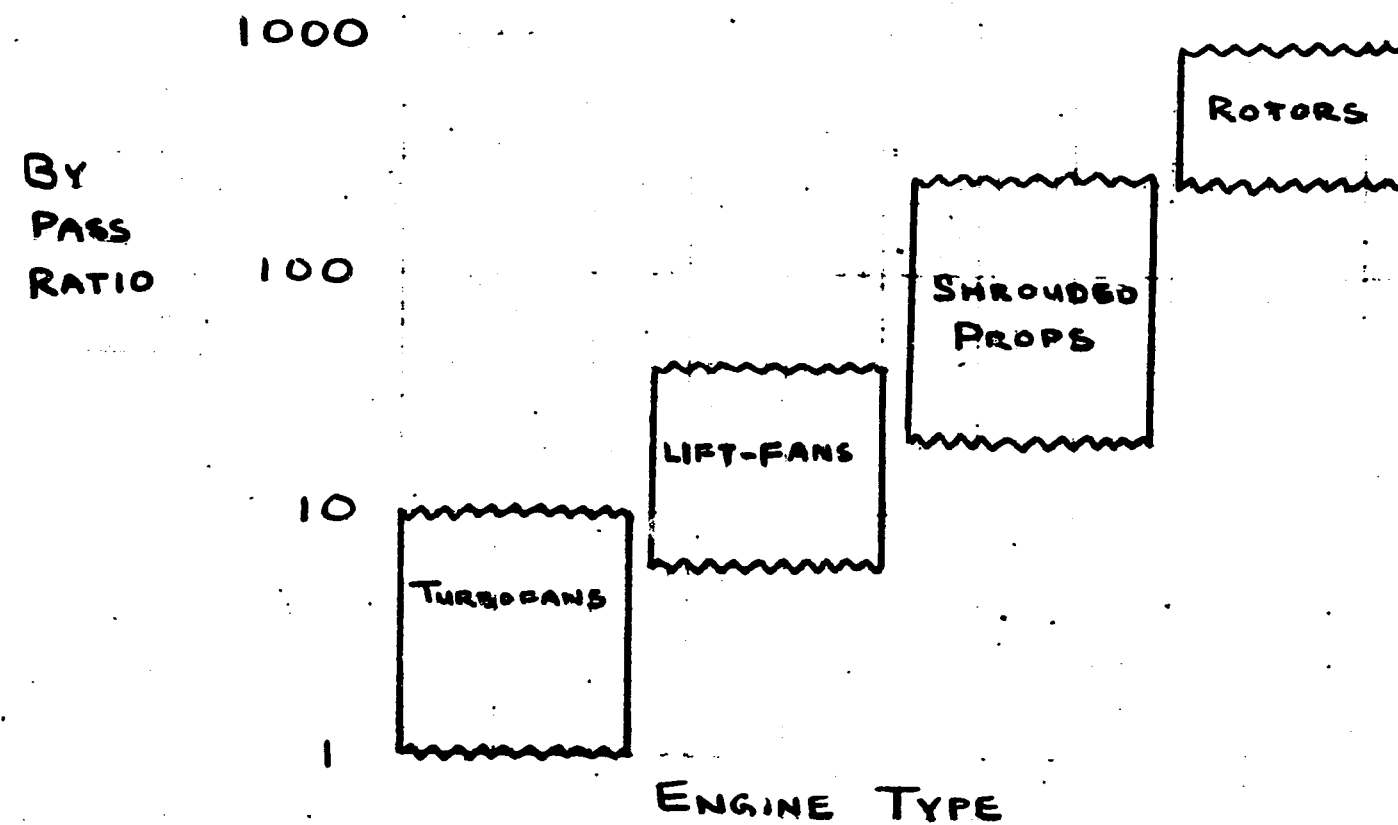 1000
ROTORS
BY
PASS
RATIO
100
SHROUDED
PROPS
LIFT-FANS
10
TURBOFANS
1
ENGINE TYPE